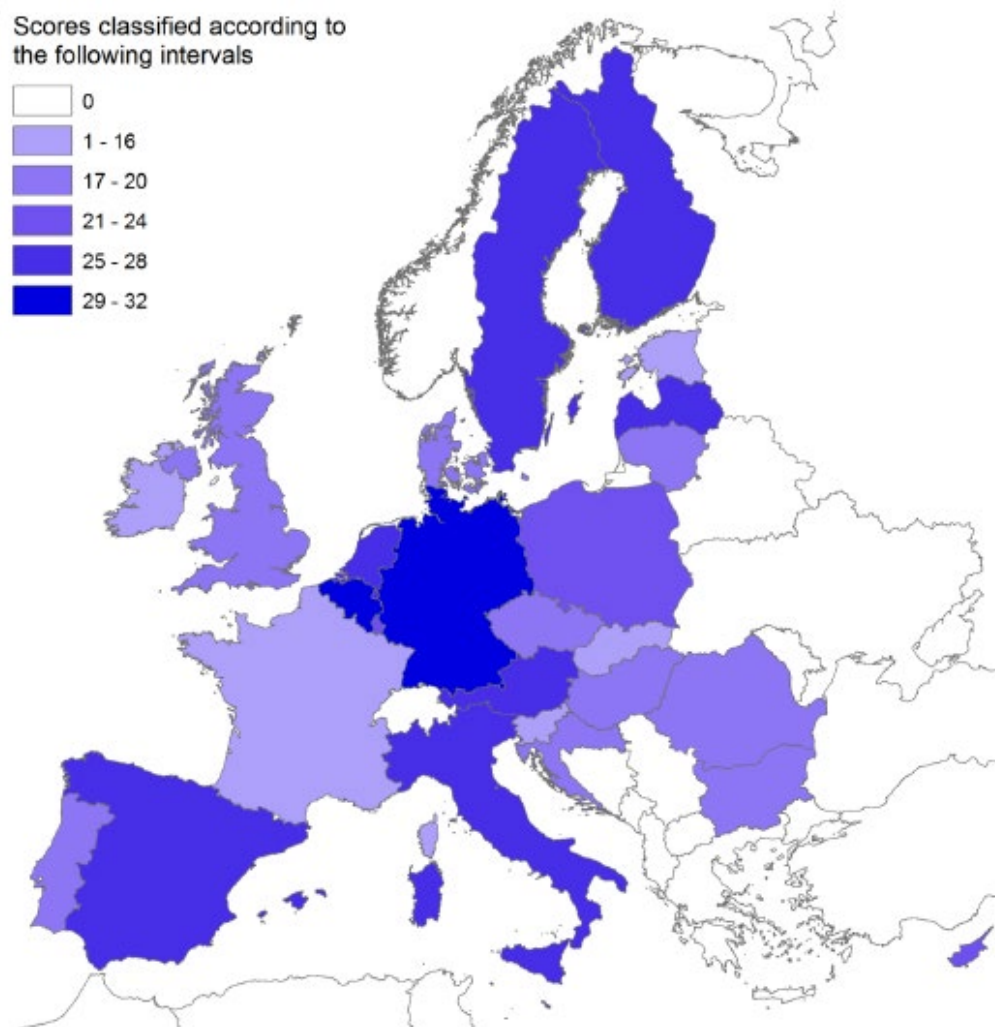 Scores classified according to
the following intervals
0
1 - 16
17 - 20
21 - 24
25 - 28
29 - 32